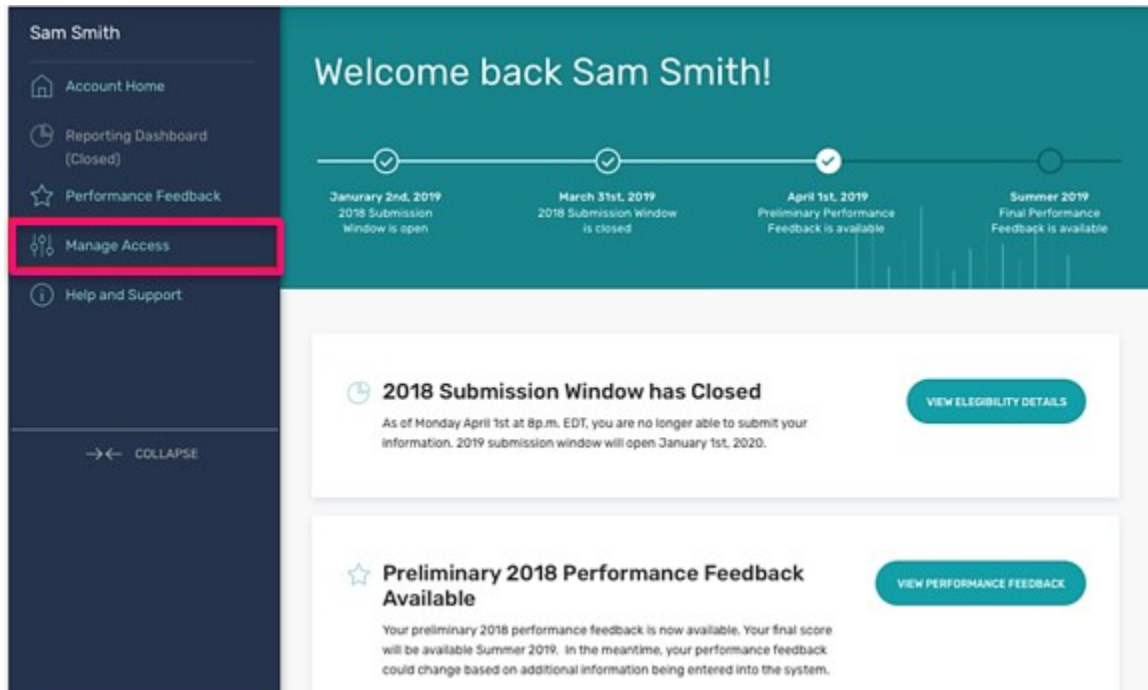 Sam Smith
Account Home
Reporting Dashboard
(Closed)
Performance Feedback
Manage Access
Help and Support
COLLAPSE
Welcome back Sam Smith!
Janurary 2nd, 2019
2018 Submission
Window is open
March 31st, 2019
2018 Submission Window
is closed
April 1st, 2019
Preliminary Performance
Feedback is available
Summer 2019
Final Performance
Feedback is available
2018 Submission Window has Closed
As of Monday April 1st at 8p.m. EDT, you are no longer able to submit your
information. 2019 submission window will open January 1st, 2020.
VIEW ELEGIBILITY DETAILS
Preliminary 2018 Performance Feedback
Available
Your preliminary 2018 performance feedback is now available. Your final score
will be available Summer 2019. In the meantime, your performance feedback
could change based on additional information being entered into the system.
VIEW PERFORMANCE FEEDBACK